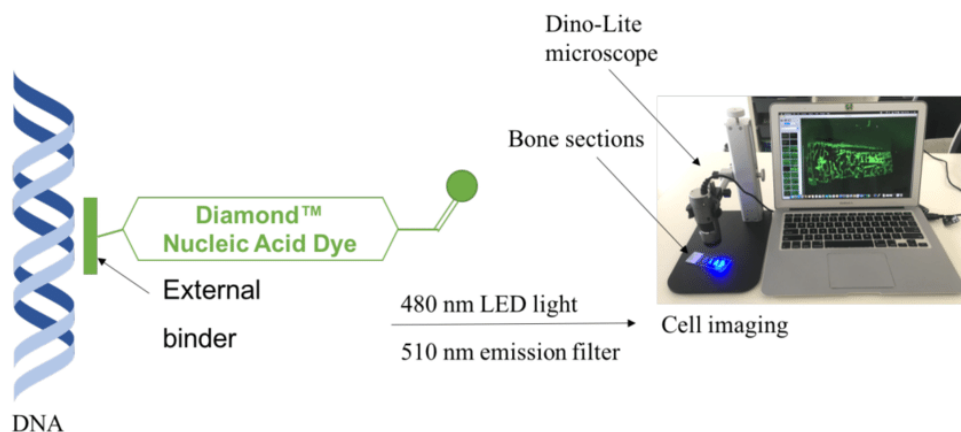 Dino-Lite
microscope
Bone sections
Diamond™
Nucleic Acid Dye
External
binder
480 nm LED light
510 nm emission filter
Cell imaging
DNA